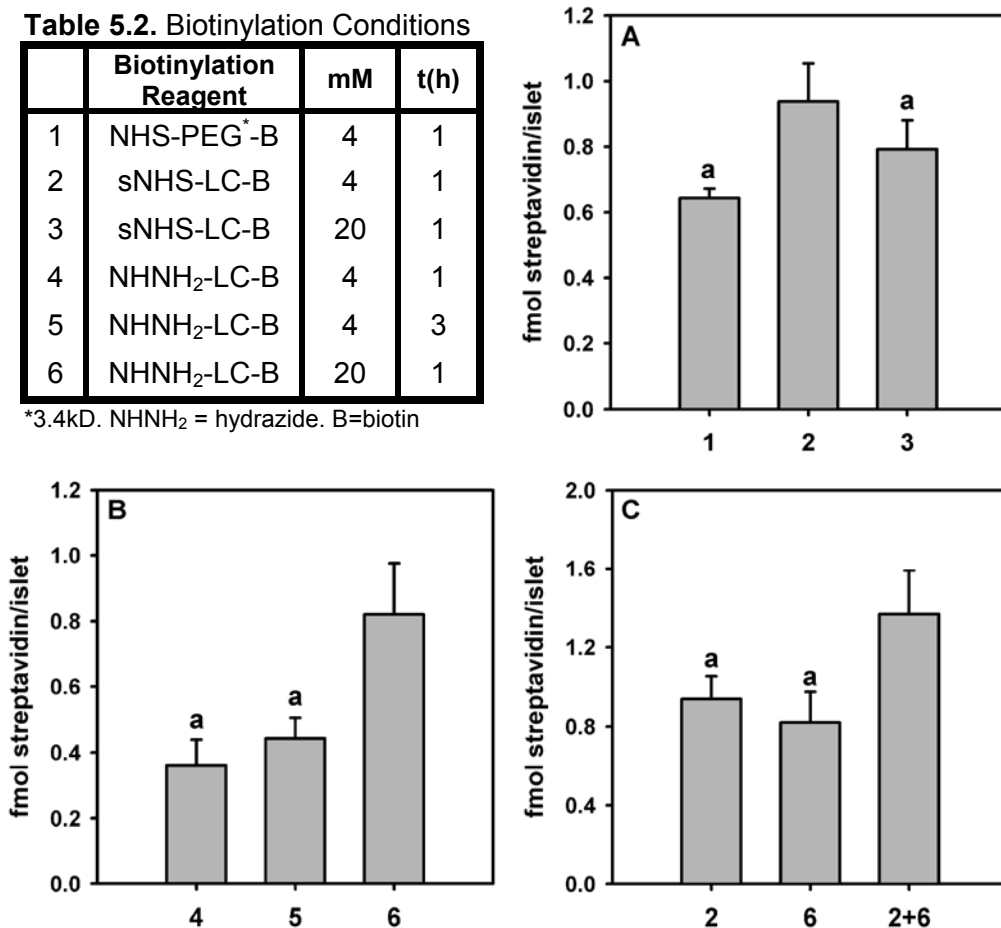 Table 5.2. Biotinylation Conditions
Biotinylation Reagent mM t(h)
1 NHS-PEG*-B 4 1
2 sNHS-LC-B 4 1
3 sNHS-LC-B 20 1
4 NHNH₂-LC-B 4 1
5 NHNH₂-LC-B 4 3
6 NHNH₂-LC-B 20 1
*3.4kD. NHNH₂ = hydrazide. B=biotin
A
fmol streptavidin/islet
1.2
1.0
0.8
0.6
0.4
0.2
0.0
a
a
1 2 3
B
fmol streptavidin/islet
1.2
1.0
0.8
0.6
0.4
0.2
0.0
a a
4 5 6
C
fmol streptavidin/islet
2.0
1.6
1.2
0.8
0.4
0.0
a
a
2 6 2+6